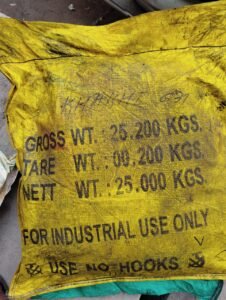 GROSS WT. : 25.200 KGS.
TARE WT. : 00.200 KGS.
NETT WT. : 25.000 KGS.
FOR INDUSTRIAL USE ONLY
USE NO HOOKS